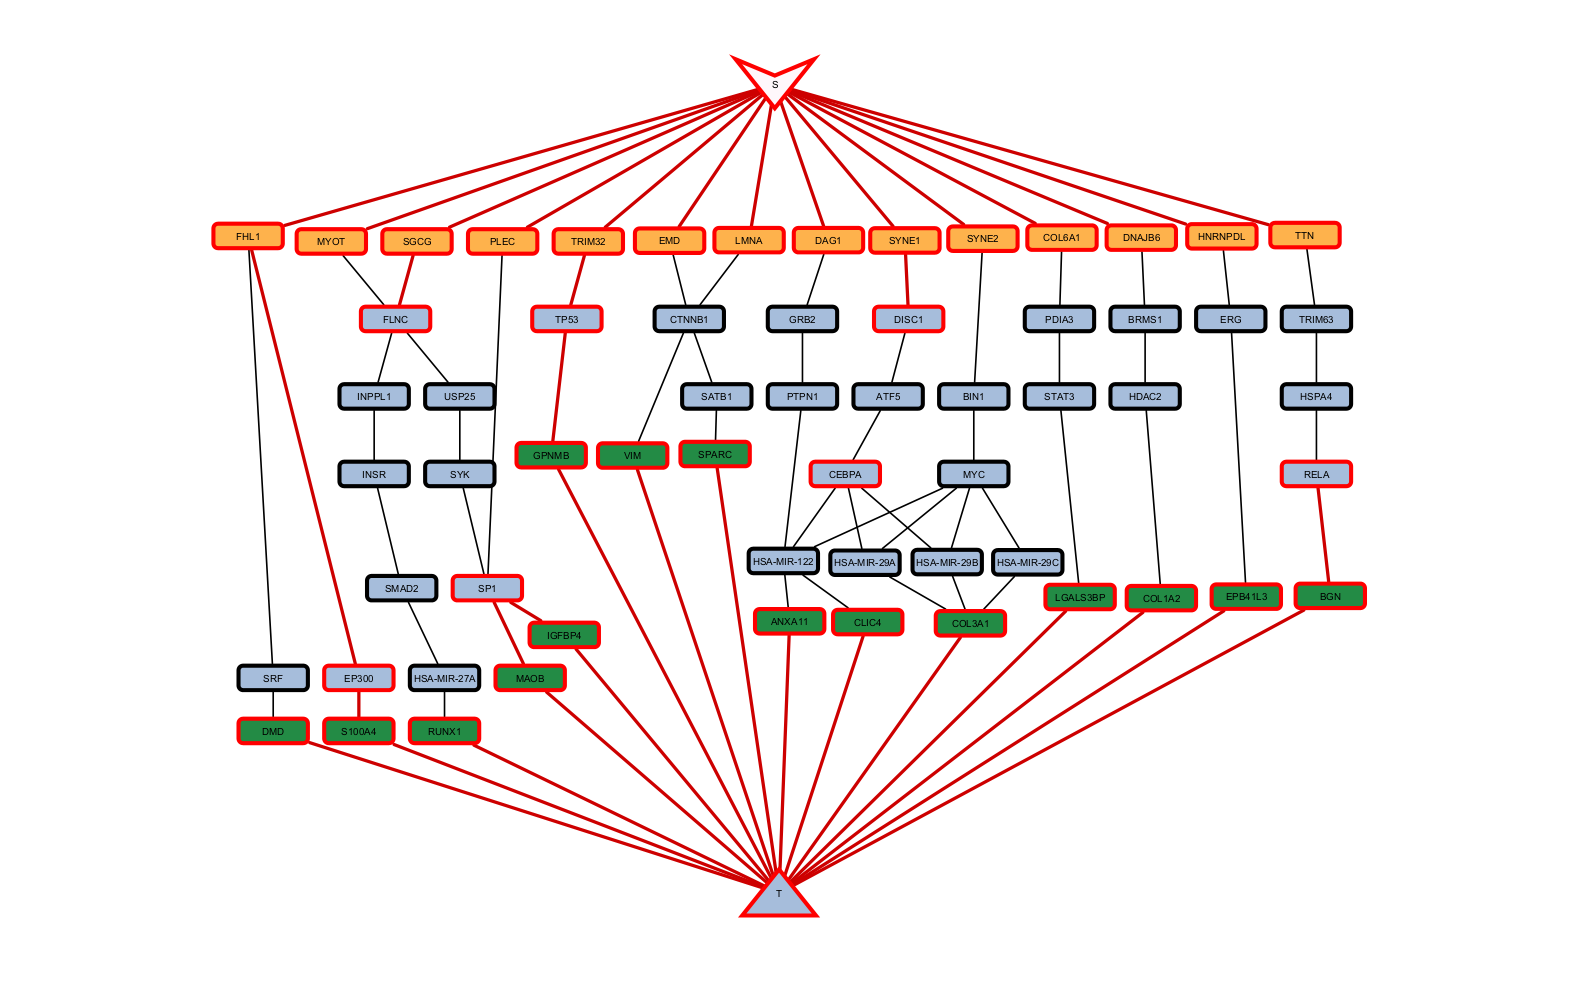 S
FHL1
MYOT
SGCG
PLEC
TRIM32
EMD
LMNA
DAG1
SYNE1
SYNE2
COL6A1
DNAJB6
HNRNPDL
TTN
FLNC
TP53
CTNNB1
GRB2
DISC1
PDIA3
BRMS1
ERG
TRIM63
INPPL1
USP25
SATB1
PTPN1
ATF5
BIN1
STAT3
HDAC2
HSPA4
GPNMB
VIM
SPARC
INSR
SYK
CEBPA
MYC
RELA
HSA-MIR-122
HSA-MIR-29A
HSA-MIR-29B
HSA-MIR-29C
SMAD2
SP1
LGALS3BP
COL1A2
EPB41L3
BGN
IGFBP4
ANXA11
CLIC4
COL3A1
SRF
EP300
HSA-MIR-27A
MAOB
DMD
S100A4
RUNX1
T